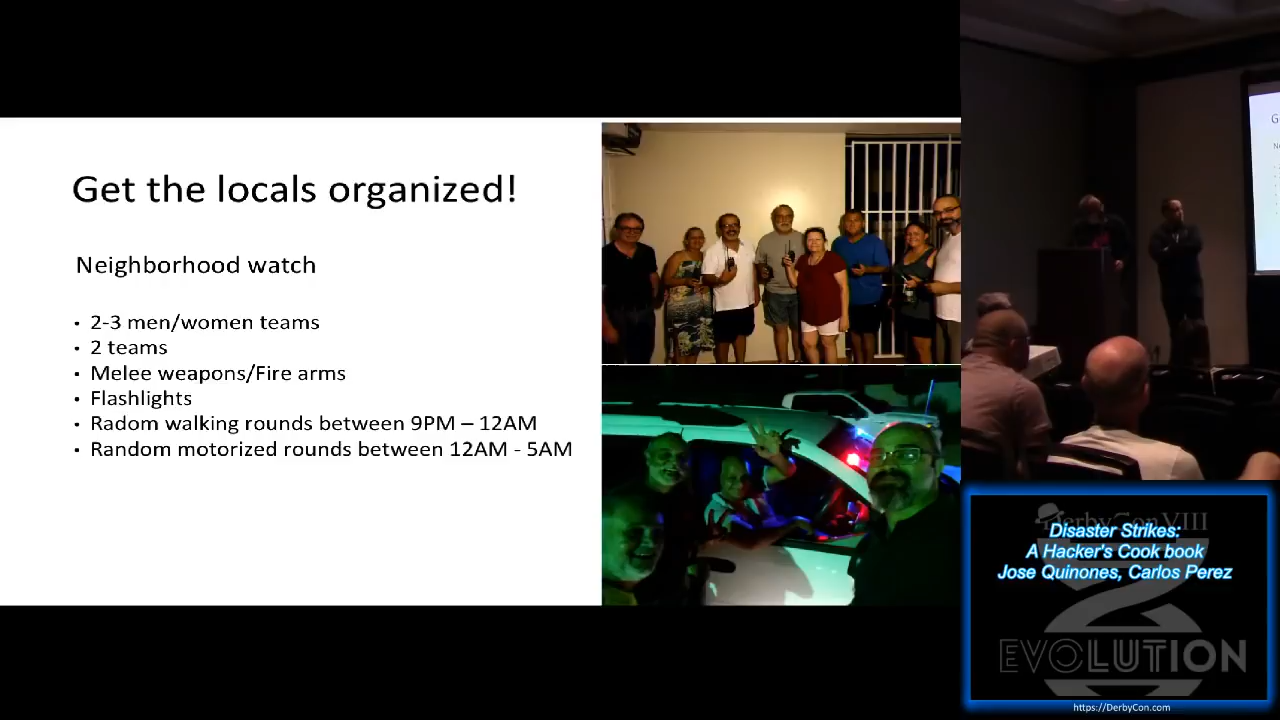 Get the locals organized!
Neighborhood watch
• 2-3 men/women teams
• 2 teams
• Melee weapons/Fire arms
• Flashlights
• Radom walking rounds between 9PM – 12AM
• Random motorized rounds between 12AM - 5AM
G
DerbyCon VIII
Disaster Strikes:
A Hacker's Cook book
Jose Quinones, Carlos Perez
EVOLUTION
https://DerbyCon.com